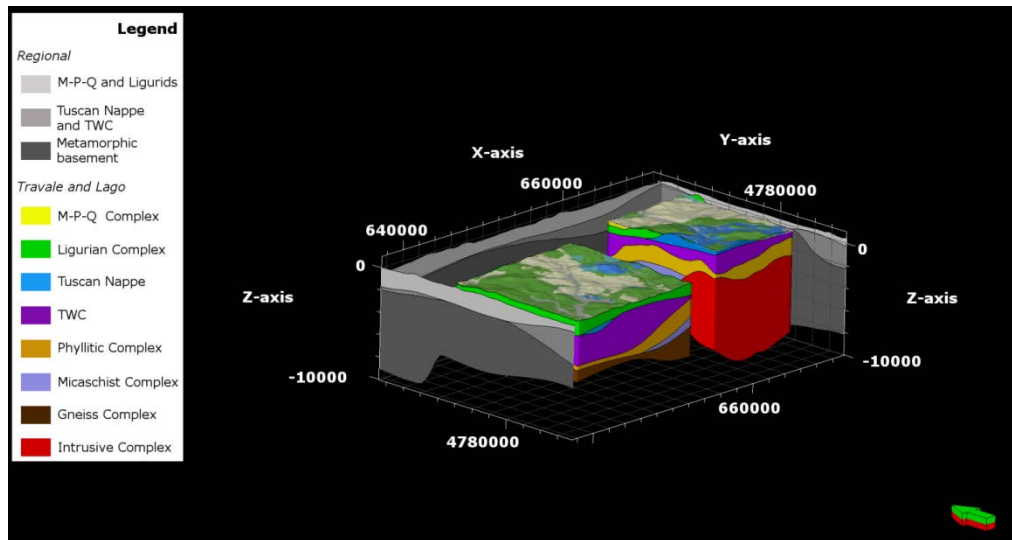 Legend
Regional
M-P-Q and Ligurids
Tuscan Nappe
and TWC
Metamorphic
basement
Travale and Lago
M-P-Q Complex
Ligurian Complex
Tuscan Nappe
TWC
Phyllitic Complex
Micaschist Complex
Gneiss Complex
Intrusive Complex
Y-axis
X-axis
660000
4780000
640000
0
0
Z-axis
Z-axis
-10000
-10000
660000
4780000